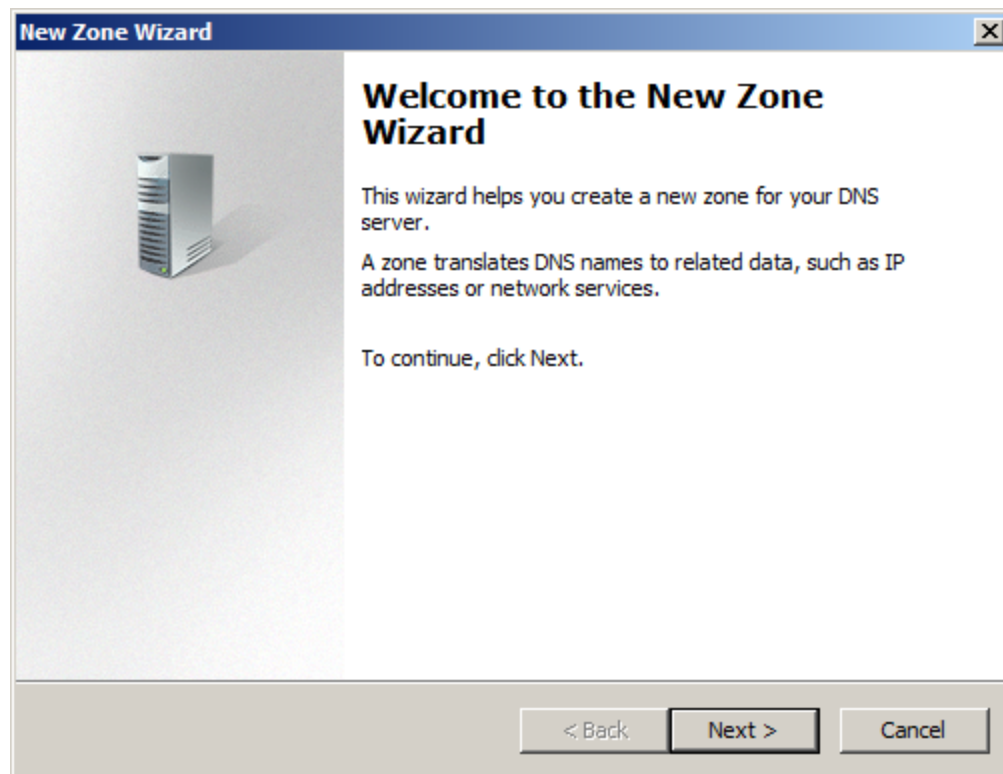 New Zone Wizard
Welcome to the New Zone
Wizard
This wizard helps you create a new zone for your DNS
server.
A zone translates DNS names to related data, such as IP
addresses or network services.
To continue, click Next.
< Back
Next >
Cancel